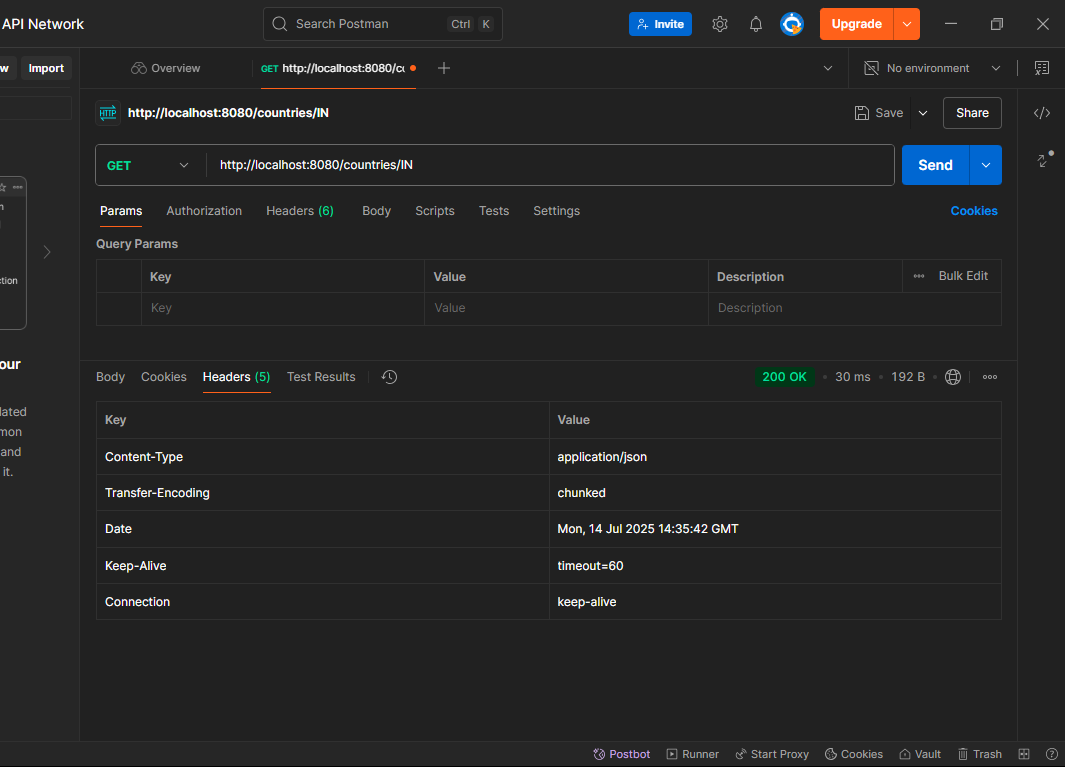 API Network
Search Postman
Ctrl K
Invite
Upgrade
Import
Overview
GET http://localhost:8080/cc
No environment
HTTP http://localhost:8080/countries/IN
Save
Share
GET http://localhost:8080/countries/IN
Send
Params Authorization Headers (6) Body Scripts Tests Settings
Cookies
Query Params
Key Value Description Bulk Edit
Key Value Description
our
mon
and
it.
Body Cookies Headers (5) Test Results
200 OK • 30 ms • 192 B
Key Value
Content-Type application/json
Transfer-Encoding chunked
Date Mon, 14 Jul 2025 14:35:42 GMT
Keep-Alive timeout=60
Connection keep-alive
Postbot Runner Start Proxy Cookies Vault Trash